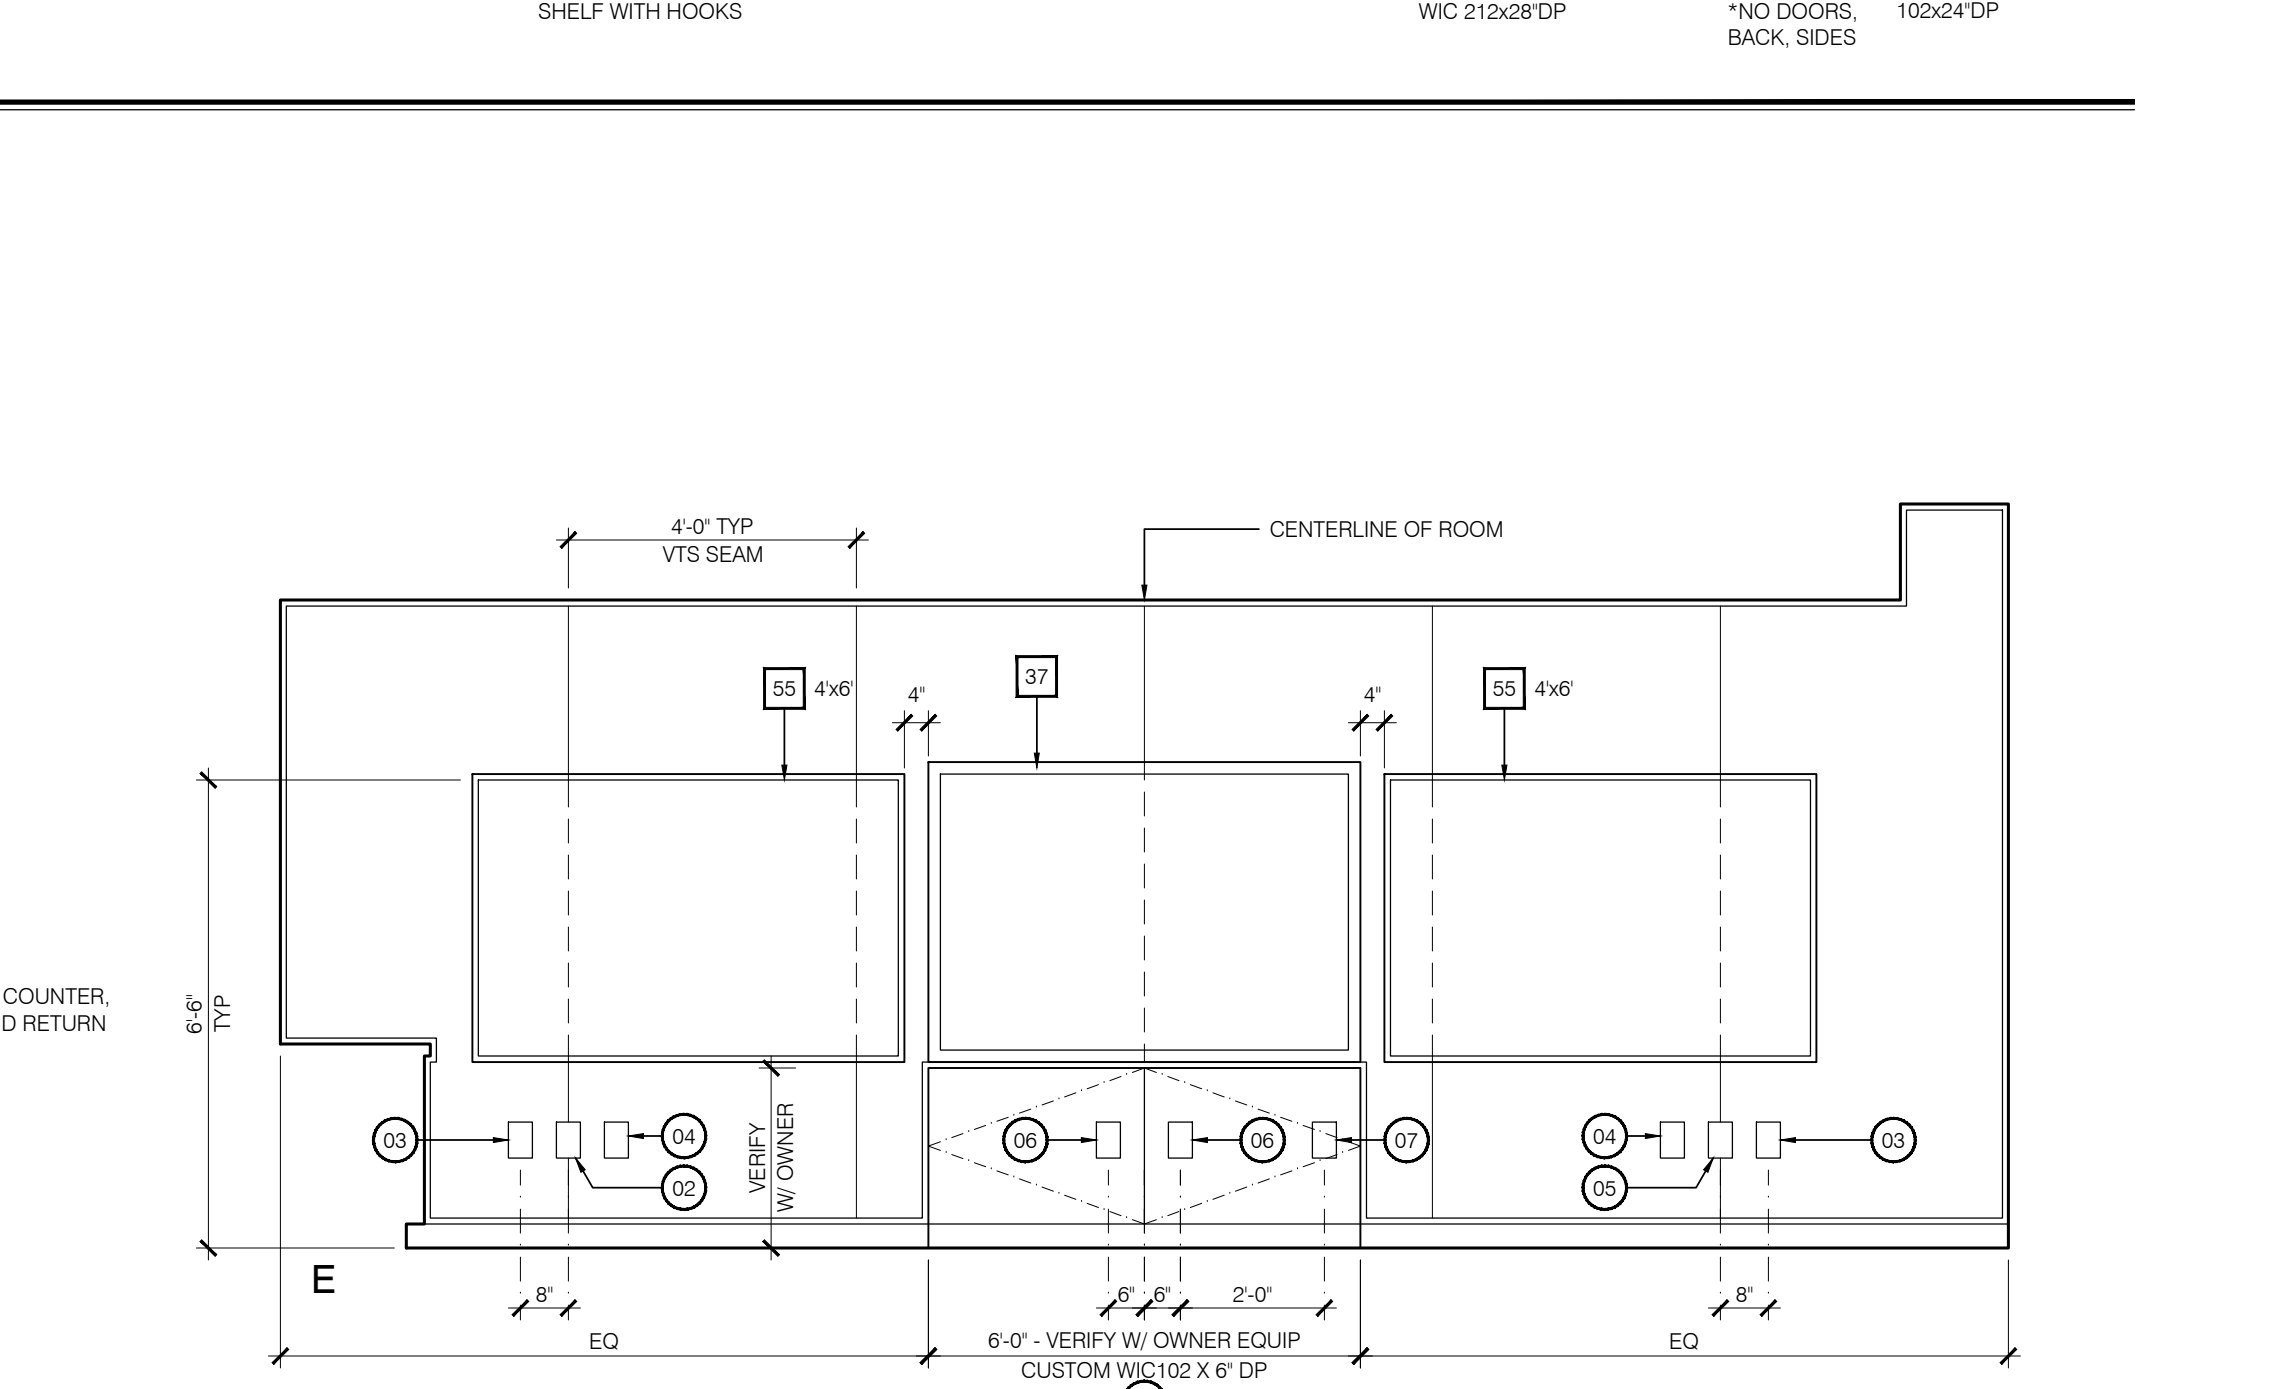 SHELF WITH HOOKS
WIC 212x28"DP
*NO DOORS,
BACK, SIDES
102x24"DP
4'-0" TYP
VTS SEAM
CENTERLINE OF ROOM
55 4'x6'
4"
37
4"
55 4'x6'
COUNTER,
D RETURN
6'-6"
TYP
03
04
02
VERIFY
W/ OWNER
06
06
07
04
05
03
E
8"
6"
6"
2'-0"
8"
EQ
6'-0" - VERIFY W/ OWNER EQUIP
CUSTOM WIC102 X 6" DP
EQ